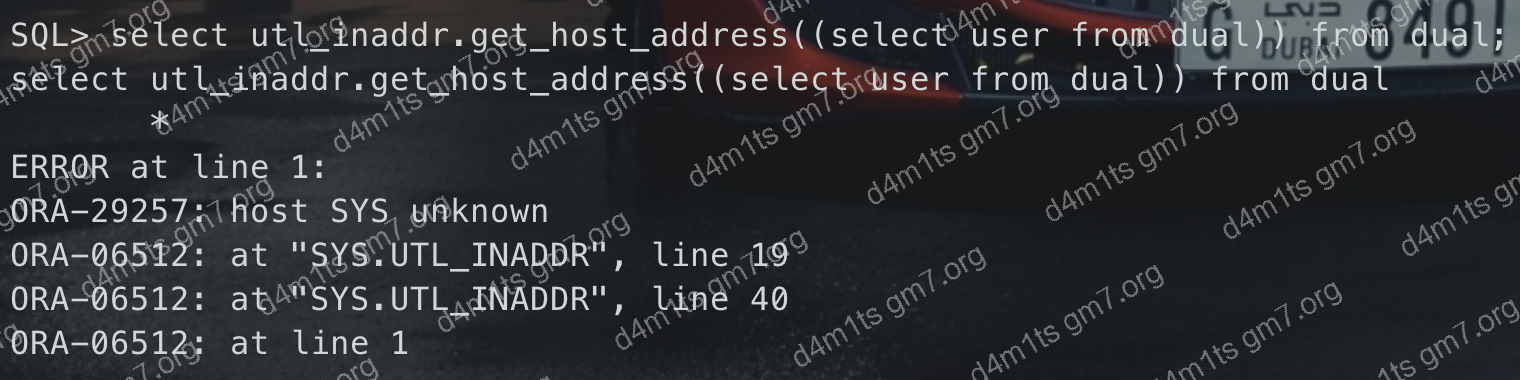 SQL> select utl_inaddr.get_host_address((select user from dual)) from dual;
select utl_inaddr.get_host_address((select user from dual)) from dual
*
ERROR at line 1:
ORA-29257: host SYS unknown
ORA-06512: at "SYS.UTL_INADDR", line 19
ORA-06512: at "SYS.UTL_INADDR", line 40
ORA-06512: at line 1
d4m1ts gm7.org